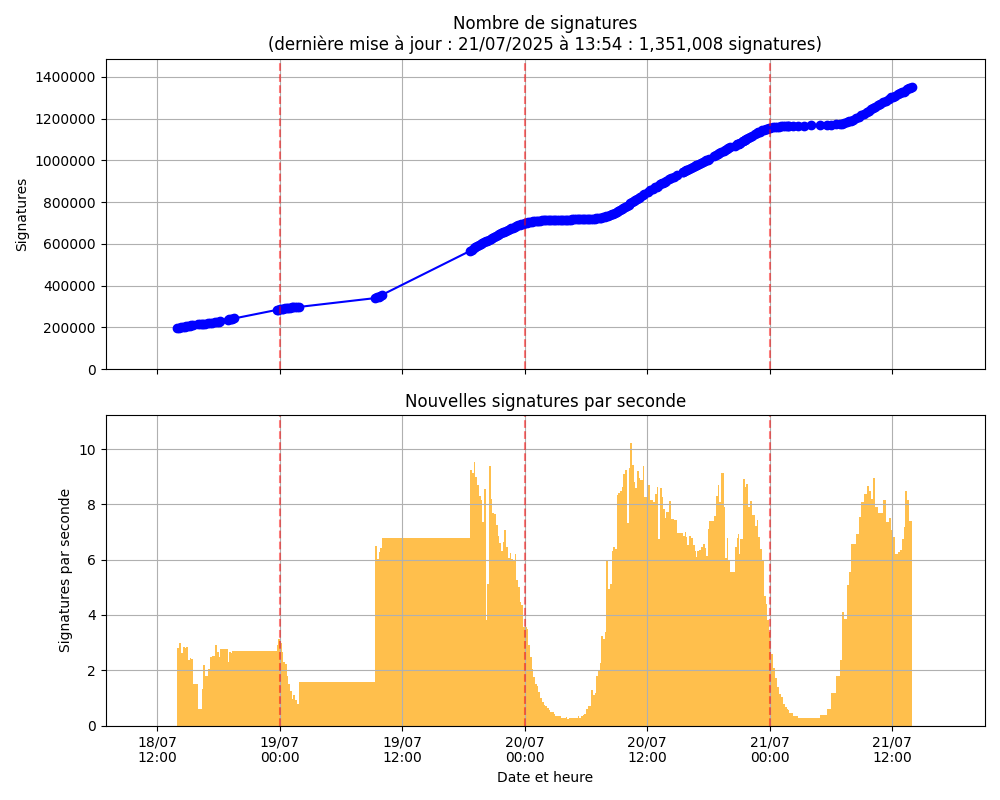 Nombre de signatures
(dernière mise à jour : 21/07/2025 à 13:54 : 1,351,008 signatures)
1400000
1200000
1000000
800000
600000
400000
200000
0
Signatures
Nouvelles signatures par seconde
10
8
6
4
2
0
Signatures par seconde
18/07 19/07 19/07 20/07 20/07 21/07 21/07
12:00 00:00 12:00 00:00 12:00 00:00 12:00
Date et heure